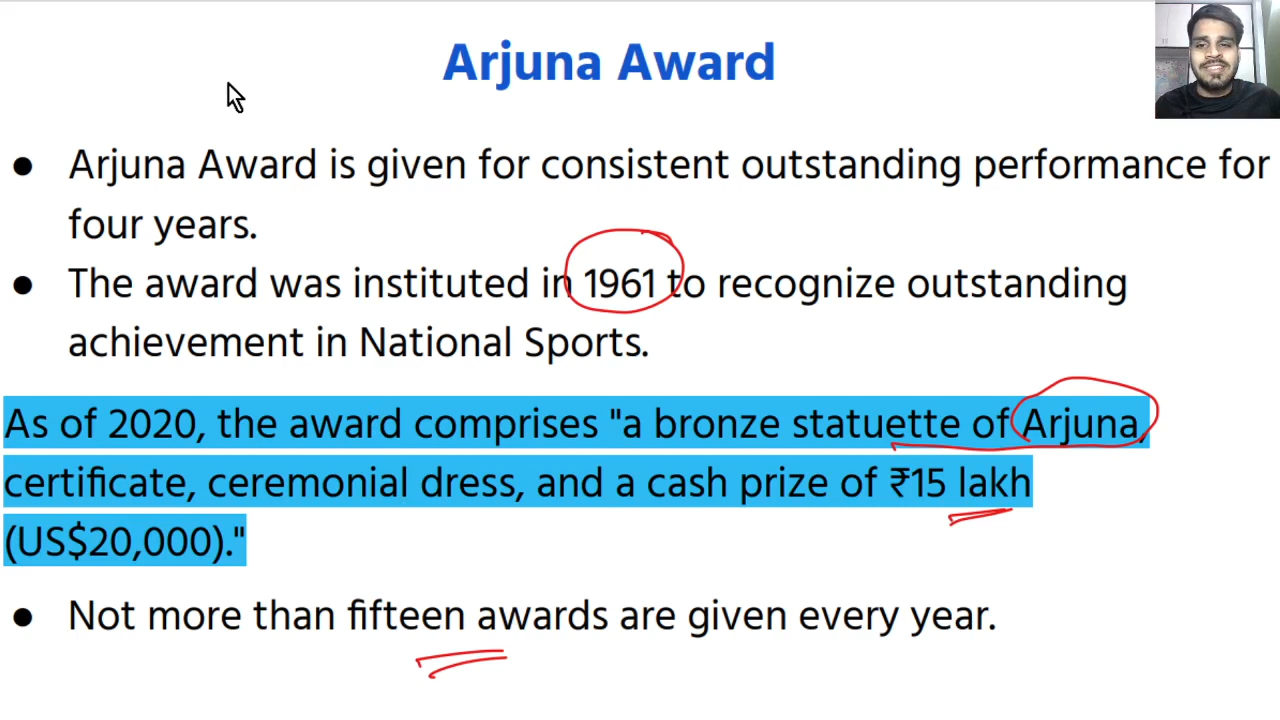 Arjuna Award
● Arjuna Award is given for consistent outstanding performance for
four years.
● The award was instituted in 1961 to recognize outstanding
achievement in National Sports.
As of 2020, the award comprises "a bronze statuette of Arjuna,
certificate, ceremonial dress, and a cash prize of ₹15 lakh
(US$20,000)."
● Not more than fifteen awards are given every year.